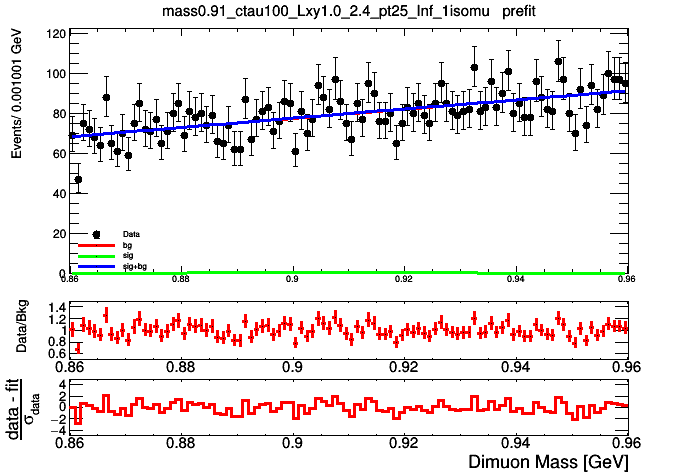 mass0.91_ctau100_Lxy1.0_2.4_pt25_Inf_1isomu prefit
Events/ 0.001001 GeV
120
100
80
60
40
20
0
Data
bg
sig
sig+bg
0.86 0.88 0.9 0.92 0.94 0.96
Data/Bkg
1.4
1.2
1
0.8
0.6
0.86 0.88 0.9 0.92 0.94 0.96
data - fit
σdata
4
2
0
−2
−4
0.86 0.88 0.9 0.92 0.94 0.96
Dimuon Mass [GeV]